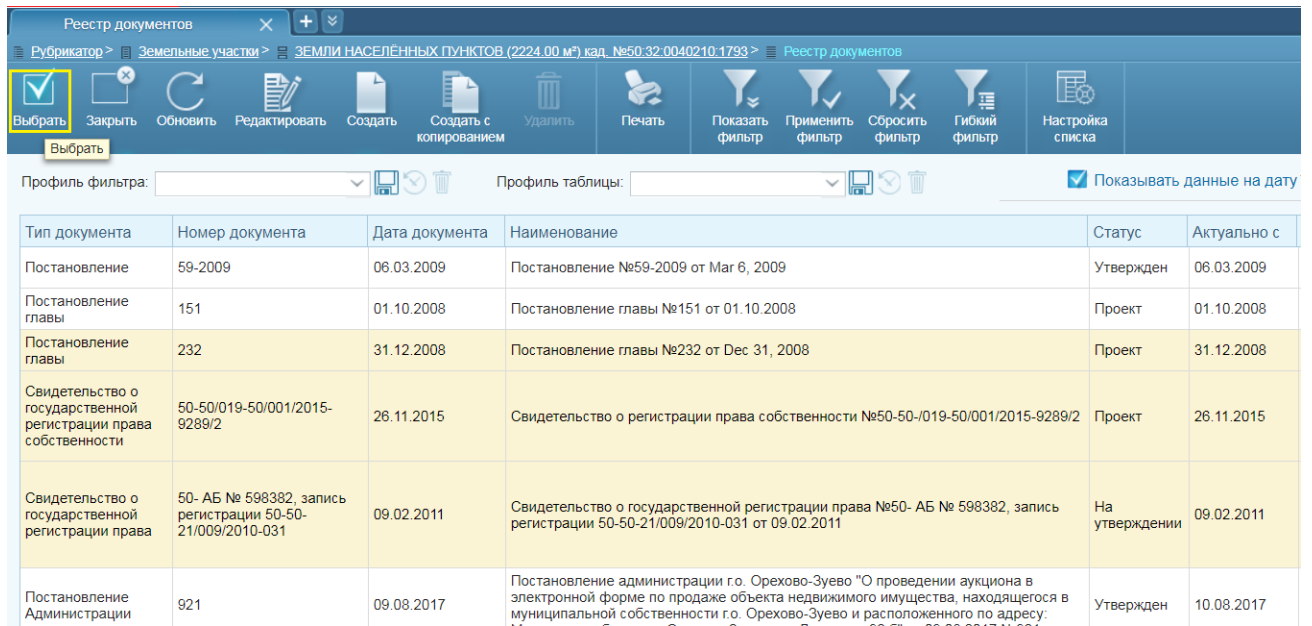 Реестр документов
Рубрикатор > Земельные участки > ЗЕМЛИ НАСЕЛЁННЫХ ПУНКТОВ (2224.00 м²) кад. №50:32:0040210:1793 > Реестр документов
Выбрать Закрыть Обновить Редактировать Создать Создать с копированием Удалить Печать Показать фильтр Применить фильтр Сбросить фильтр Гибкий фильтр Настройка списка
Выбрать
Профиль фильтра: Профиль таблицы: Показывать данные на дату
Тип документа Номер документа Дата документа Наименование Статус Актуально с
Постановление 59-2009 06.03.2009 Постановление №59-2009 от Mar 6, 2009 Утвержден 06.03.2009
Постановление
главы 151 01.10.2008 Постановление главы №151 от 01.10.2008 Проект 01.10.2008
Постановление
главы 232 31.12.2008 Постановление главы №232 от Dec 31, 2008 Проект 31.12.2008
Свидетельство о
государственной
регистрации права
собственности
50-50/019-50/001/2015-
9289/2
26.11.2015
Свидетельство о регистрации права собственности №50-50-/019-50/001/2015-9289/2
Проект
26.11.2015
Свидетельство о
государственной
регистрации права
50- АБ № 598382, запись
регистрации 50-50-
21/009/2010-031
09.02.2011
Свидетельство о государственной регистрации права №50- АБ № 598382, запись
регистрации 50-50-21/009/2010-031 от 09.02.2011
На
утверждении
09.02.2011
Постановление
Администрации
921
09.08.2017
Постановление администрации г.о. Орехово-Зуево "О проведении аукциона в
электронной форме по продаже объекта недвижимого имущества, находящегося в
муниципальной собственности г.о. Орехово-Зуево и расположенного по адресу:
Утвержден
10.08.2017